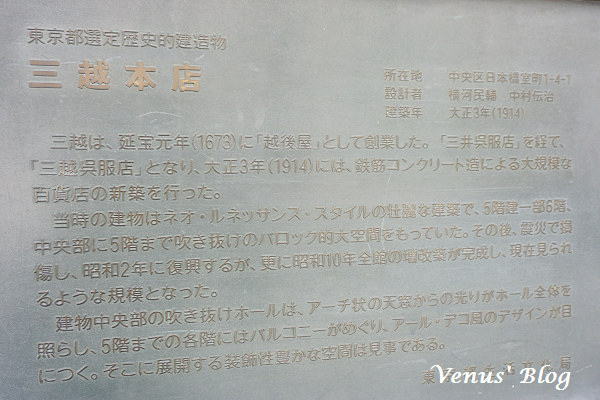 東京都選定歴史的建造物
三越本店
所在地 中央区日本橋室町1-4-1
設計者 横河民輔 中村伝治
建築年 大正3年(1914)
三越は、延宝元年(1673)に「越後屋」として創業した。「三井呉服店」を経て、
「三越呉服店」となり、大正3年(1914)には、鉄筋コンクリート造による大規模な
百貨店の新築を行った。
当時の建物はネオ・ルネッサンス・スタイルの壮麗な建築で、5階建一部6階、
中央部に5階まで吹き抜けのバロック的大空間をもっていた。その後、震災で損
傷し、昭和2年に復興するが、更に昭和10年全館の増改築が完成し、現在見られ
るような規模となった。
建物中央部の吹き抜けホールは、アーチ状の天窓からの光りがホール全体を
照らし、5階までの各階にはバルコニーがめぐり、アール・デコ風のデザインが目
につく。そこに展開する装飾性豊かな空間は見事である。
東
局
Venus' Blog